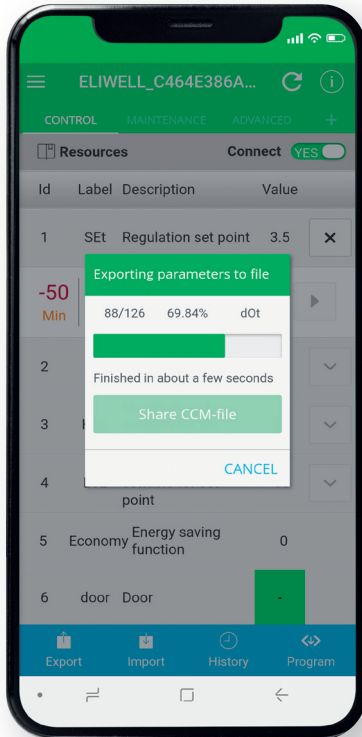 ELIWELL_C464E386A...
CONTROL MAINTENANCE ADVANCED +
Resources Connect YES
Id Label Description Value
1 SEt Regulation set point 3.5
-50
Min
Exporting parameters to file
88/126 69.84% dOt
Finished in about a few seconds
Share CCM-file
CANCEL
2
3
4
point
5 Economy Energy saving
function 0
6 door Door -
Export Import History Program